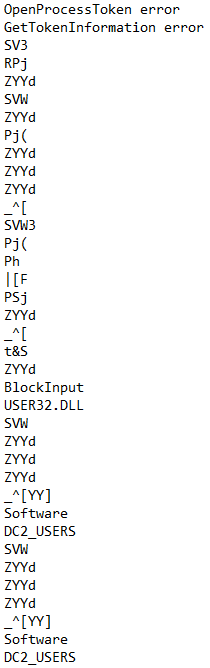 OpenProcessToken error
GetTokenInformation error
SV3
RPj
ZYYd
SVW
ZYYd
Pj(
ZYYd
ZYYd
ZYYd
_^[
SVW3
Pj(
Ph
|[F
PSj
ZYYd
_^[
t&S
ZYYd
BlockInput
USER32.DLL
SVW
ZYYd
ZYYd
ZYYd
_^[YY]
Software
DC2_USERS
SVW
ZYYd
ZYYd
ZYYd
_^[YY]
Software
DC2_USERS